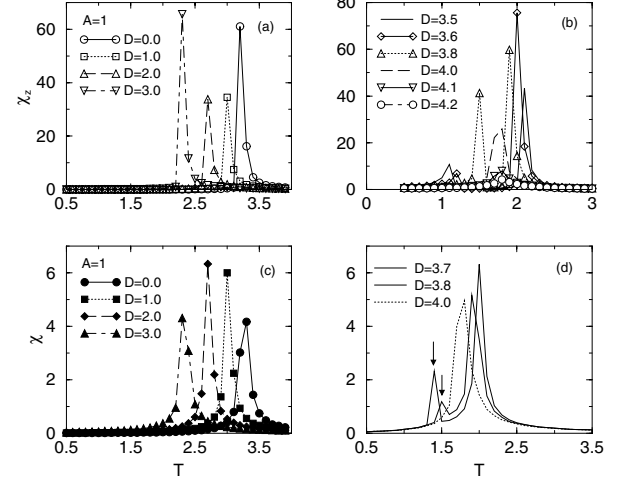 A=1
(a)
D=0.0
D=1.0
D=2.0
D=3.0
χz
60
40
20
0
0.5 1.5 2.5 3.5
(b)
D=3.5
D=3.6
D=3.8
D=4.0
D=4.1
D=4.2
80
60
40
20
0
0 1 2 3
A=1
(c)
D=0.0
D=1.0
D=2.0
D=3.0
χ
6
4
2
0
0.5 1.5 2.5 3.5
T
(d)
D=3.7
D=3.8
D=4.0
6
4
2
0
0.5 1.5 2.5 3.5
T